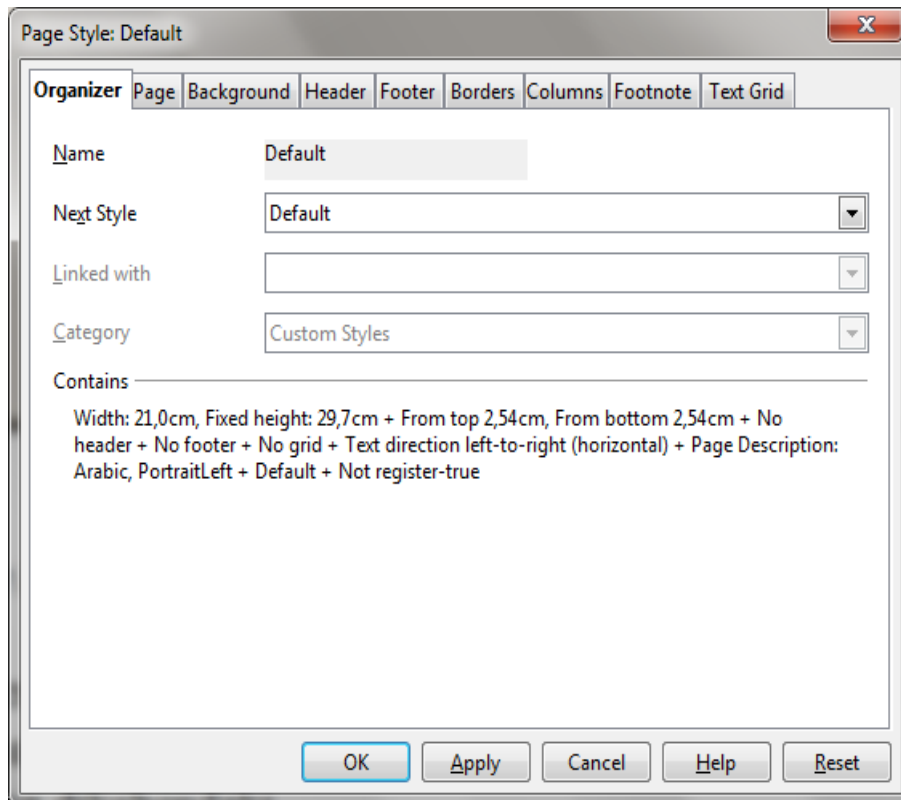 Page Style: Default
Organizer Page Background Header Footer Borders Columns Footnote Text Grid
Name Default
Next Style Default
Linked with
Category Custom Styles
Contains
Width: 21,0cm, Fixed height: 29,7cm + From top 2,54cm, From bottom 2,54cm + No
header + No footer + No grid + Text direction left-to-right (horizontal) + Page Description:
Arabic, PortraitLeft + Default + Not register-true
OK Apply Cancel Help Reset